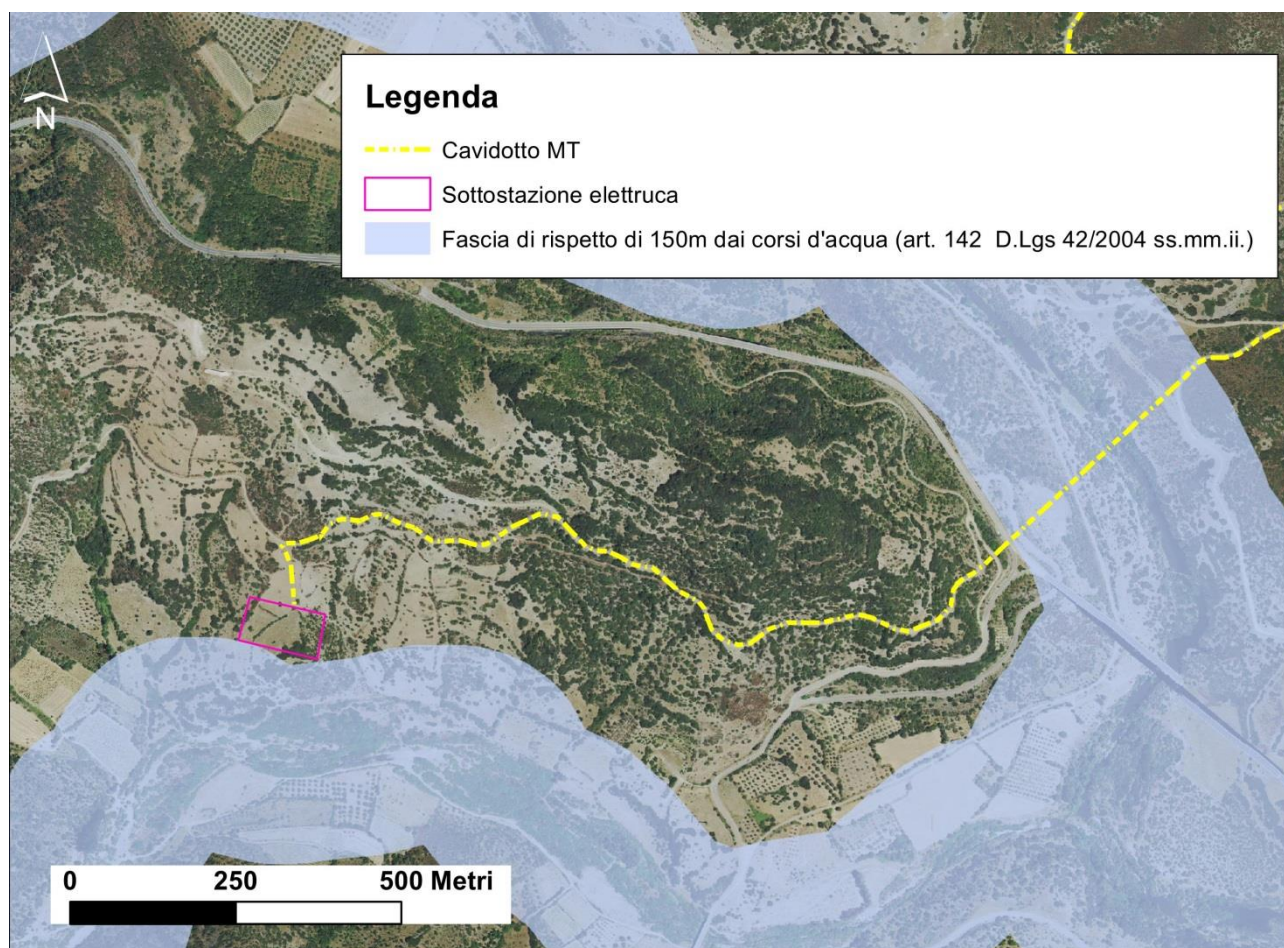 N
Legenda
Cavidotto MT
Sottostazione elettruca
Fascia di rispetto di 150m dai corsi d'acqua (art. 142 D.Lgs 42/2004 ss.mm.ii.)
0 250 500 Metri